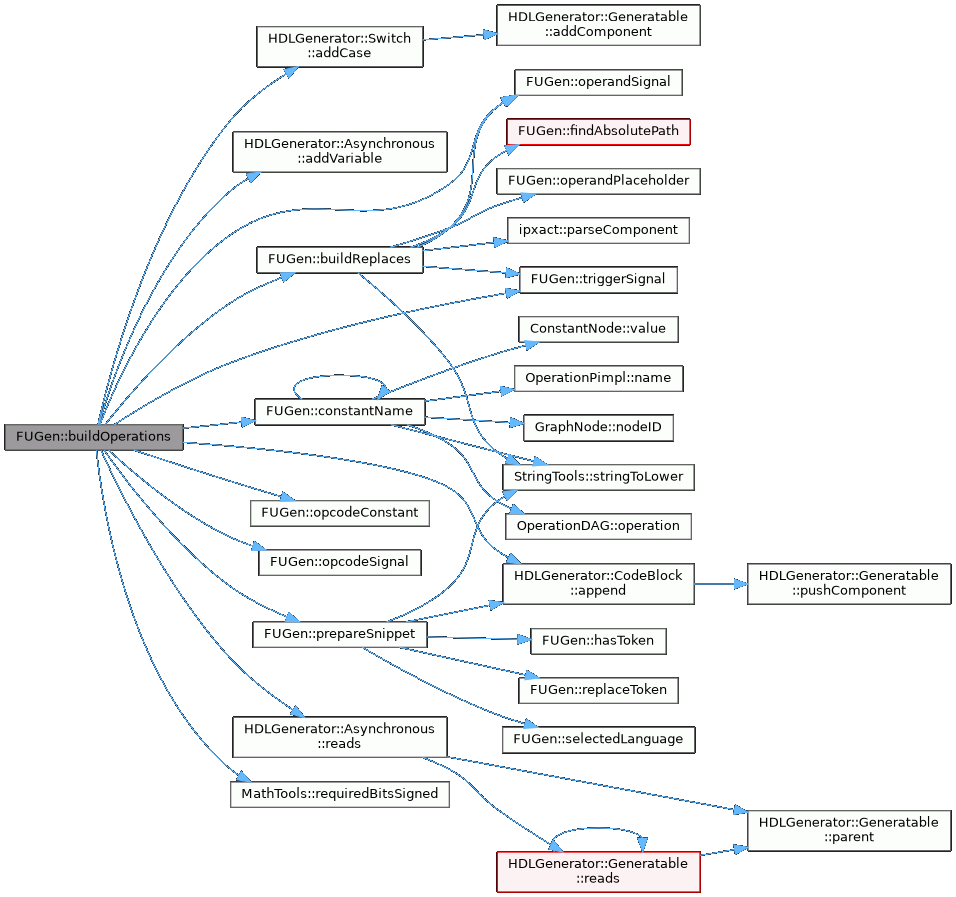 HDLGenerator::Generatable
::addComponent
HDLGenerator::Switch
::addCase
FUGen::operandSignal
FUGen::findAbsolutePath
HDLGenerator::Asynchronous
::addVariable
FUGen::operandPlaceholder
ipxact::parseComponent
FUGen::buildReplaces
FUGen::triggerSignal
ConstantNode::value
OperationPimpl::name
FUGen::constantName
GraphNode::nodeID
FUGen::buildOperations
StringTools::stringToLower
FUGen::opcodeConstant
OperationDAG::operation
FUGen::opcodeSignal
HDLGenerator::CodeBlock
::append
HDLGenerator::Generatable
::pushComponent
FUGen::prepareSnippet
FUGen::hasToken
FUGen::replaceToken
HDLGenerator::Asynchronous
::reads
FUGen::selectedLanguage
MathTools::requiredBitsSigned
HDLGenerator::Generatable
::parent
HDLGenerator::Generatable
::reads